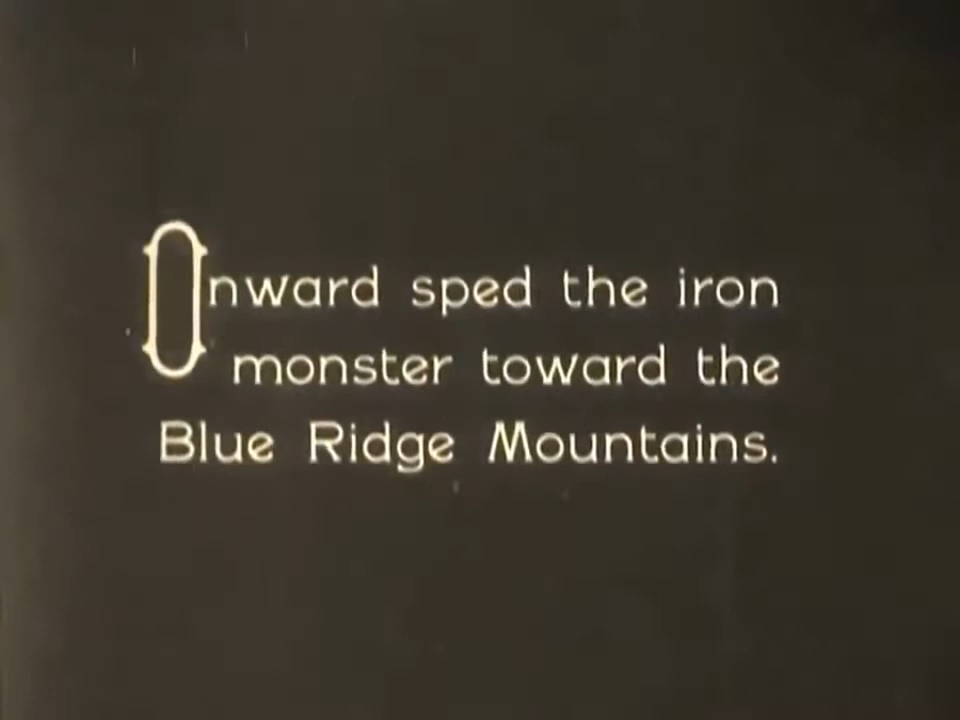 Onward sped the iron
monster toward the
Blue Ridge Mountains.